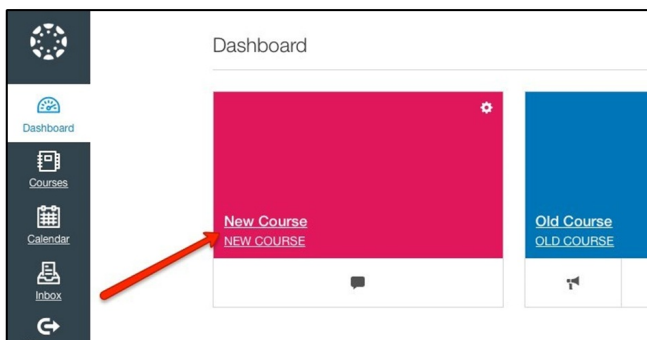 Dashboard
Dashboard
Courses
Calendar
Inbox
New Course
NEW COURSE
Old Course
OLD COURSE